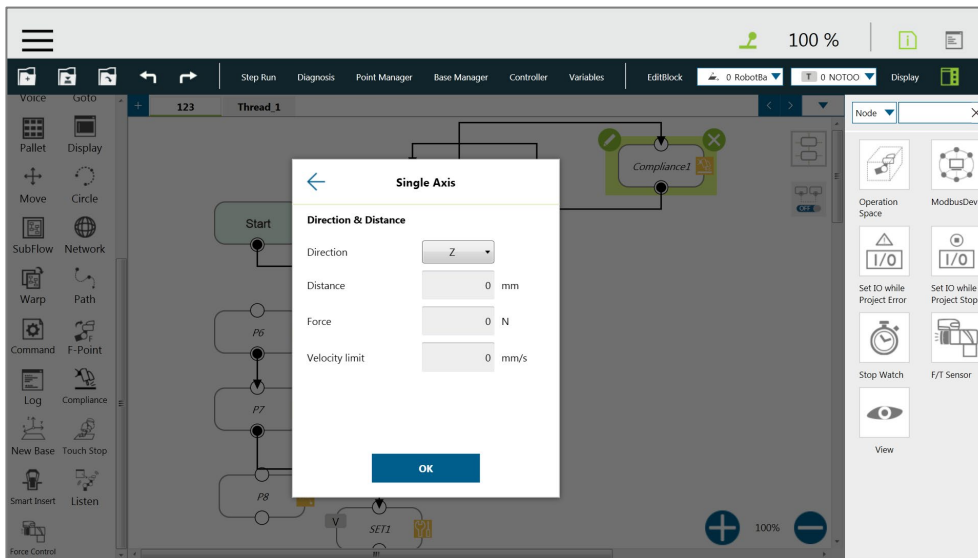 100 %
Step Run
Diagnosis
Point Manager
Base Manager
Controller
Variables
EditBlock
0 RobotBa
T 0 NOTOO
Display
Voice
Goto
Pallet
Display
Move
Circle
SubFlow
Network
Warp
Path
Command
F-Point
Log
Compliance
New Base
Touch Stop
Smart Insert
Listen
Force Control
+
123
Thread_1
Start
P6
P7
P8
V
SET1
Compliance1
OFF
100%
Single Axis
Direction & Distance
Direction
Z
Distance
0 mm
Force
0 N
Velocity limit
0 mm/s
OK
Node
Operation
Space
ModbusDev
I/0
Set IO while
Project Error
I/0
Set IO while
Project Stop
Stop Watch
F/T Sensor
View